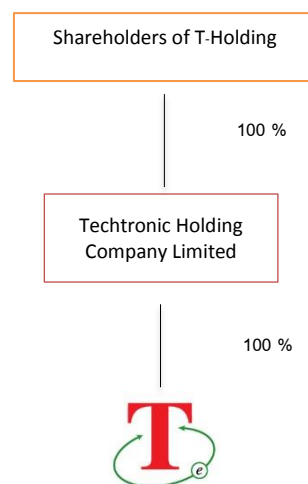 Shareholders of T-Holding
100 %
Techtronic Holding
Company Limited
100 %
T
e